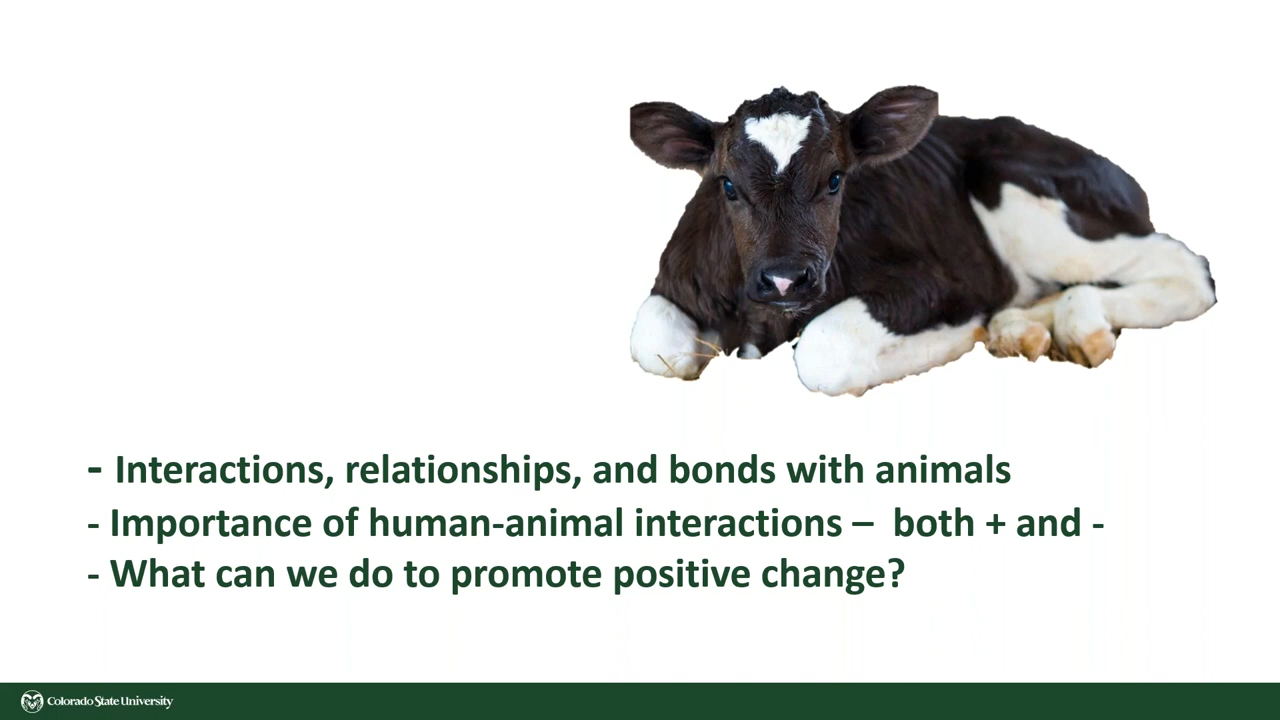 - Interactions, relationships, and bonds with animals
- Importance of human-animal interactions – both + and -
- What can we do to promote positive change?
Colorado State University